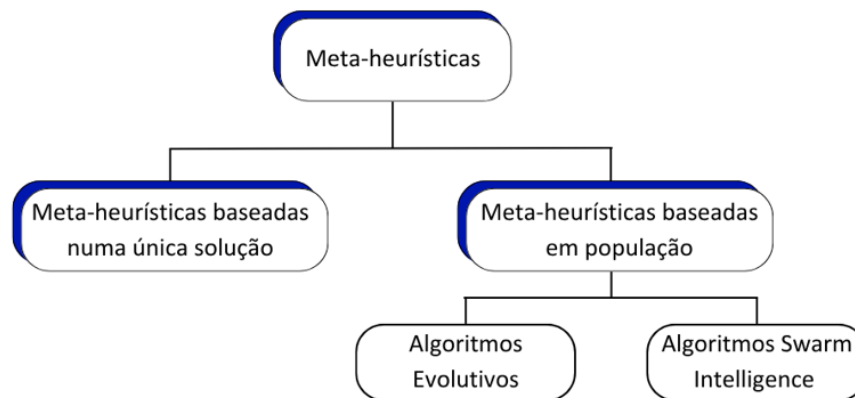 Meta-heurísticas
Meta-heurísticas baseadas
numa única solução
Meta-heurísticas baseadas
em população
Algoritmos
Evolutivos
Algoritmos Swarm
Intelligence